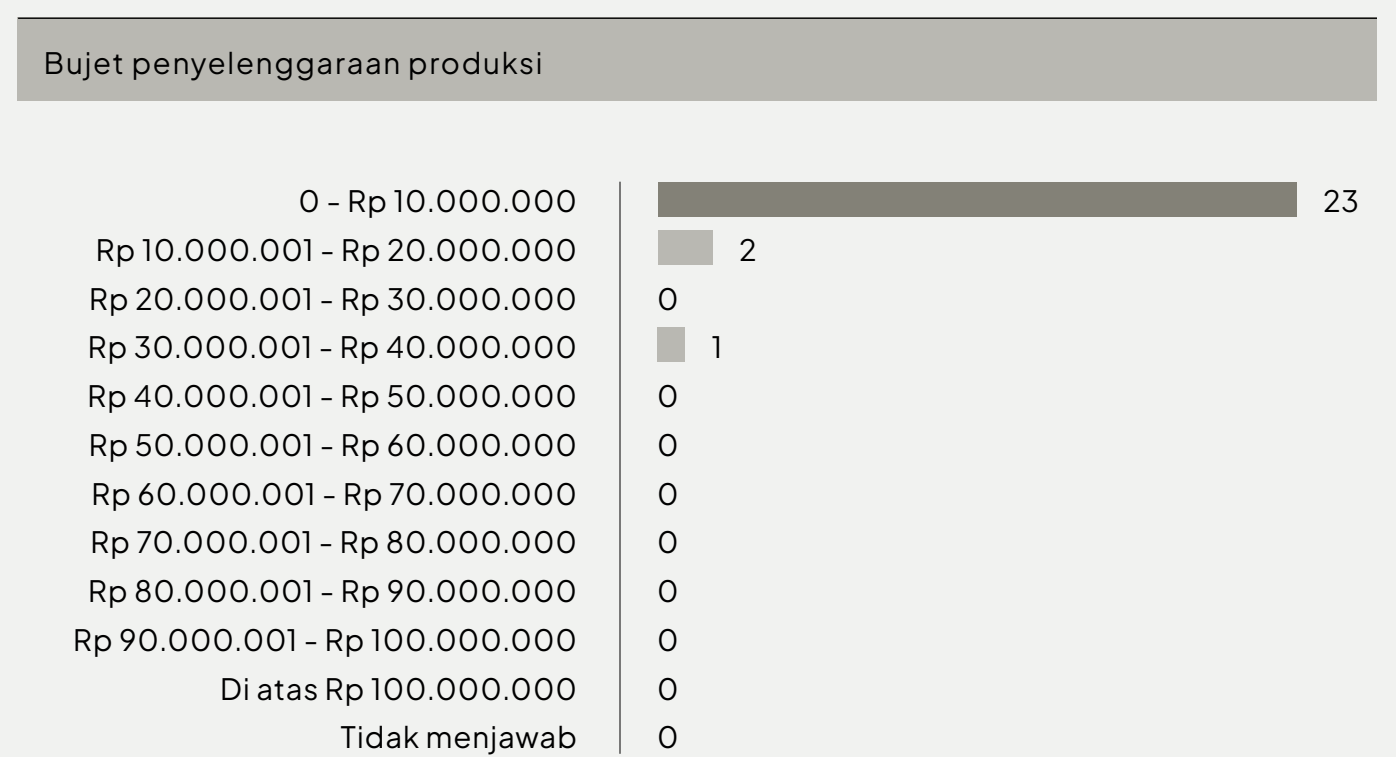 Bujet penyelenggaraan produksi
0 - Rp 10.000.000 23
Rp 10.000.001 - Rp 20.000.000 2
Rp 20.000.001 - Rp 30.000.000 0
Rp 30.000.001 - Rp 40.000.000 1
Rp 40.000.001 - Rp 50.000.000 0
Rp 50.000.001 - Rp 60.000.000 0
Rp 60.000.001 - Rp 70.000.000 0
Rp 70.000.001 - Rp 80.000.000 0
Rp 80.000.001 - Rp 90.000.000 0
Rp 90.000.001 - Rp 100.000.000 0
Di atas Rp 100.000.000 0
Tidak menjawab 0